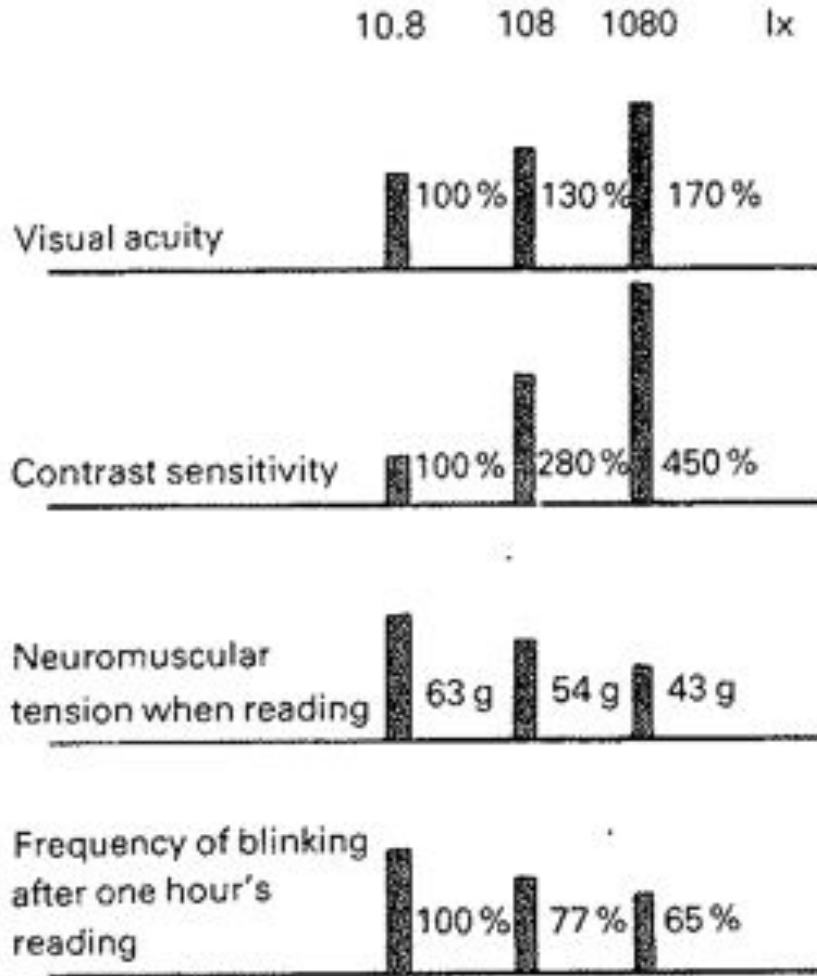 10.8 108 1080 lx
100% 130% 170%
Visual acuity
Contrast sensitivity 100% 280% 450%
Neuromuscular
tension when reading 63 g 54 g 43 g
Frequency of blinking
after one hour's
reading 100% 77% 65%